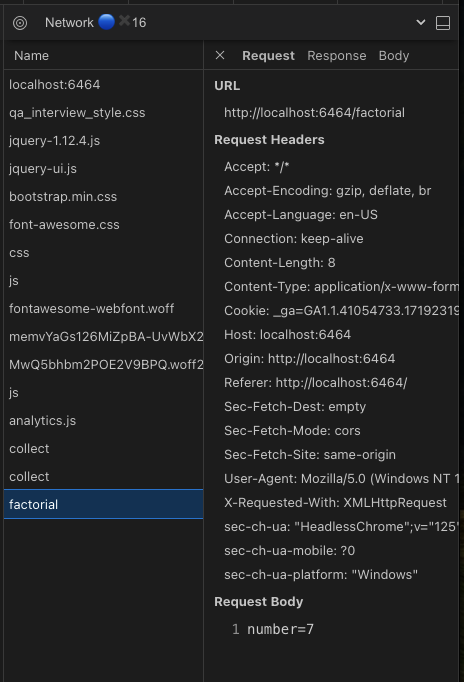 Network 16
Name
localhost:6464
qa_interview_style.css
jquery-1.12.4.js
jquery-ui.js
bootstrap.min.css
font-awesome.css
css
js
fontawesome-webfont.woff
memvYaGs126MiZpBA-UvWbX2
MwQ5bhbm2POE2V9BPQ.woff2
js
analytics.js
collect
collect
factorial
Request Response Body
URL
http://localhost:6464/factorial
Request Headers
Accept: */*
Accept-Encoding: gzip, deflate, br
Accept-Language: en-US
Connection: keep-alive
Content-Length: 8
Content-Type: application/x-www-form
Cookie: _ga=GA1.1.41054733.17192319
Host: localhost:6464
Origin: http://localhost:6464
Referer: http://localhost:6464/
Sec-Fetch-Dest: empty
Sec-Fetch-Mode: cors
Sec-Fetch-Site: same-origin
User-Agent: Mozilla/5.0 (Windows NT 1
X-Requested-With: XMLHttpRequest
sec-ch-ua: "HeadlessChrome";v="125"
sec-ch-ua-mobile: ?0
sec-ch-ua-platform: "Windows"
Request Body
1 number=7